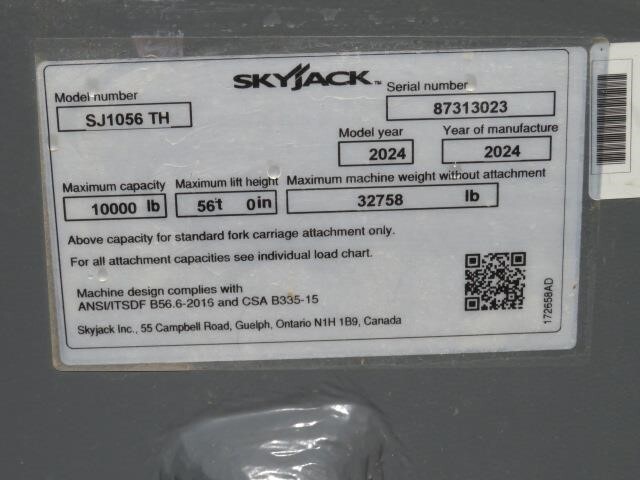 SKYJACK™
Model number
SJ1056 TH
Serial number
87313023
Model year
2024
Year of manufacture
2024
Maximum capacity
10000 lb
Maximum lift height
56't 0in
Maximum machine weight without attachment
32758 lb
Above capacity for standard fork carriage attachment only.
For all attachment capacities see individual load chart.
Machine design complies with
ANSI/ITSDF B56.6-2016 and CSA B335-15
Skyjack Inc., 55 Campbell Road, Guelph, Ontario N1H 1B9, Canada
172658AD